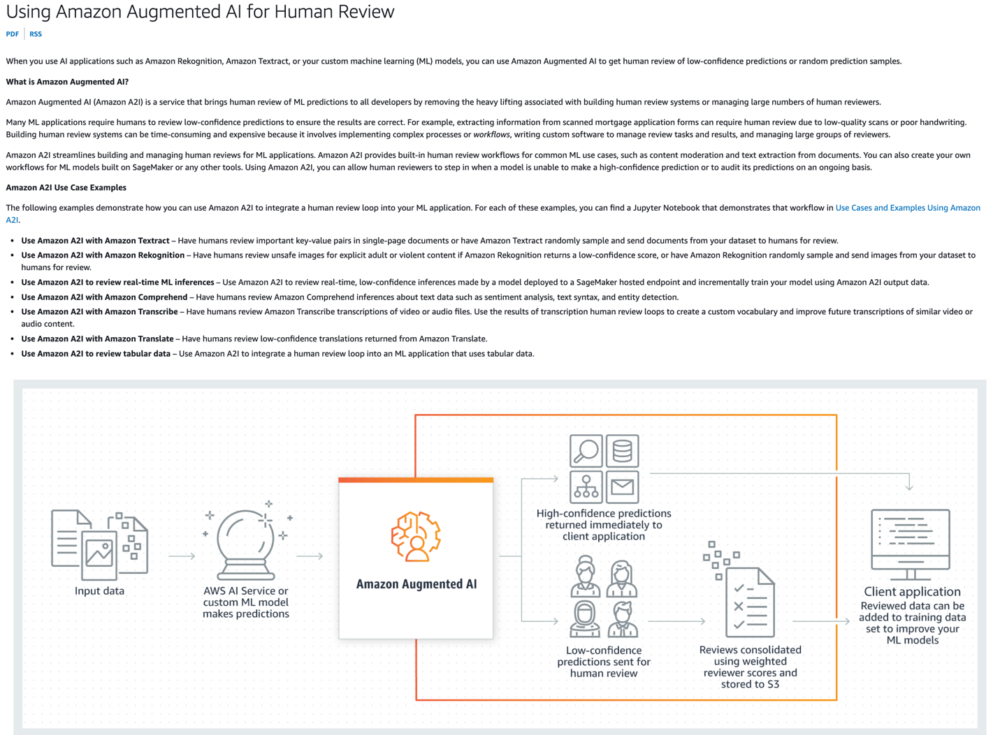 Using Amazon Augmented AI for Human Review
PDF
RSS
When you use AI applications such as Amazon Rekognition, Amazon Textract, or your custom machine learning (ML) models, you can use Amazon Augmented AI to get human review of low-confidence predictions or random prediction samples.
What is Amazon Augmented AI?
Amazon Augmented AI (Amazon A2I) is a service that brings human review of ML predictions to all developers by removing the heavy lifting associated with building human review systems or managing large numbers of human reviewers.
Many ML applications require humans to review low-confidence predictions to ensure the results are correct. For example, extracting information from scanned mortgage application forms can require human review due to low-quality scans or poor handwriting.
Building human review systems can be time-consuming and expensive because it involves implementing complex processes or workflows, writing custom software to manage review tasks and results, and managing large groups of reviewers.
Amazon A2I streamlines building and managing human reviews for ML applications. Amazon A2I provides built-in human review workflows for common ML use cases, such as content moderation and text extraction from documents. You can also create your own
workflows for ML models built on SageMaker or any other tools. Using Amazon A2I, you can allow human reviewers to step in when a model is unable to make a high-confidence prediction or to audit its predictions on an ongoing basis.
Amazon A2I Use Case Examples
The following examples demonstrate how you can use Amazon A2I to integrate a human review loop into your ML application. For each of these examples, you can find a Jupyter Notebook that demonstrates that workflow in Use Cases and Examples Using Amazon
A2I.
• Use Amazon A2I with Amazon Textract – Have humans review important key-value pairs in single-page documents or have Amazon Textract randomly sample and send documents from your dataset to humans for review.
• Use Amazon A2I with Amazon Rekognition – Have humans review unsafe images for explicit adult or violent content if Amazon Rekognition returns a low-confidence score, or have Amazon Rekognition randomly sample and send images from your dataset to
humans for review.
• Use Amazon A2I to review real-time ML inferences – Use Amazon A2I to review real-time, low-confidence inferences made by a model deployed to a SageMaker hosted endpoint and incrementally train your model using Amazon A2I output data.
• Use Amazon A2I with Amazon Comprehend – Have humans review Amazon Comprehend inferences about text data such as sentiment analysis, text syntax, and entity detection.
• Use Amazon A2I with Amazon Transcribe – Have humans review Amazon Transcribe transcriptions of video or audio files. Use the results of transcription human review loops to create a custom vocabulary and improve future transcriptions of similar video or
audio content.
• Use Amazon A2I with Amazon Translate – Have humans review low-confidence translations returned from Amazon Translate.
• Use Amazon A2I to review tabular data – Use Amazon A2I to integrate a human review loop into an ML application that uses tabular data.
Input data
AWS AI Service or
custom ML model
makes predictions
Amazon Augmented AI
High-confidence predictions
returned immediately to
client application
Low-confidence
predictions sent for
human review
Reviews consolidated
using weighted
reviewer scores and
stored to S3
Client application
Reviewed data can be
added to training data
set to improve your
ML models